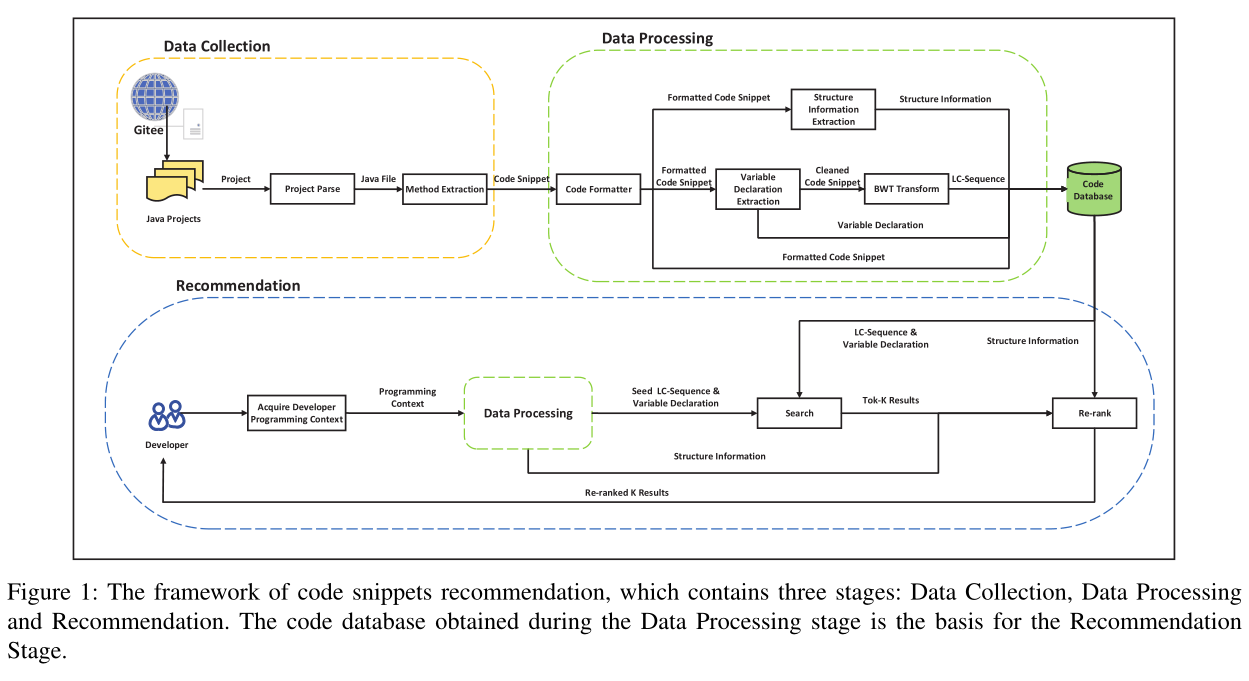 Data Collection
Data Processing
Gitee
Java Projects
Project
Project Parse
Java File
Method Extraction
Code Snippet
Code Formatter
Formatted Code Snippet
Structure
Information
Extraction
Structure Information
Formatted
Code Snippet
Variable
Declaration
Extraction
Cleaned
Code Snippet
BWT Transform
LC-Sequence
Variable Declaration
Formatted Code Snippet
Code
Database
Recommendation
LC-Sequence &
Variable Declaration
Structure Information
Developer
Acquire Developer
Programming Context
Programming
Context
Data Processing
Seed LC-Sequence &
Variable Declaration
Search
Tok-K Results
Re-rank
Structure Information
Re-ranked K Results
Figure 1: The framework of code snippets recommendation, which contains three stages: Data Collection, Data Processing
and Recommendation. The code database obtained during the Data Processing stage is the basis for the Recommendation
Stage.